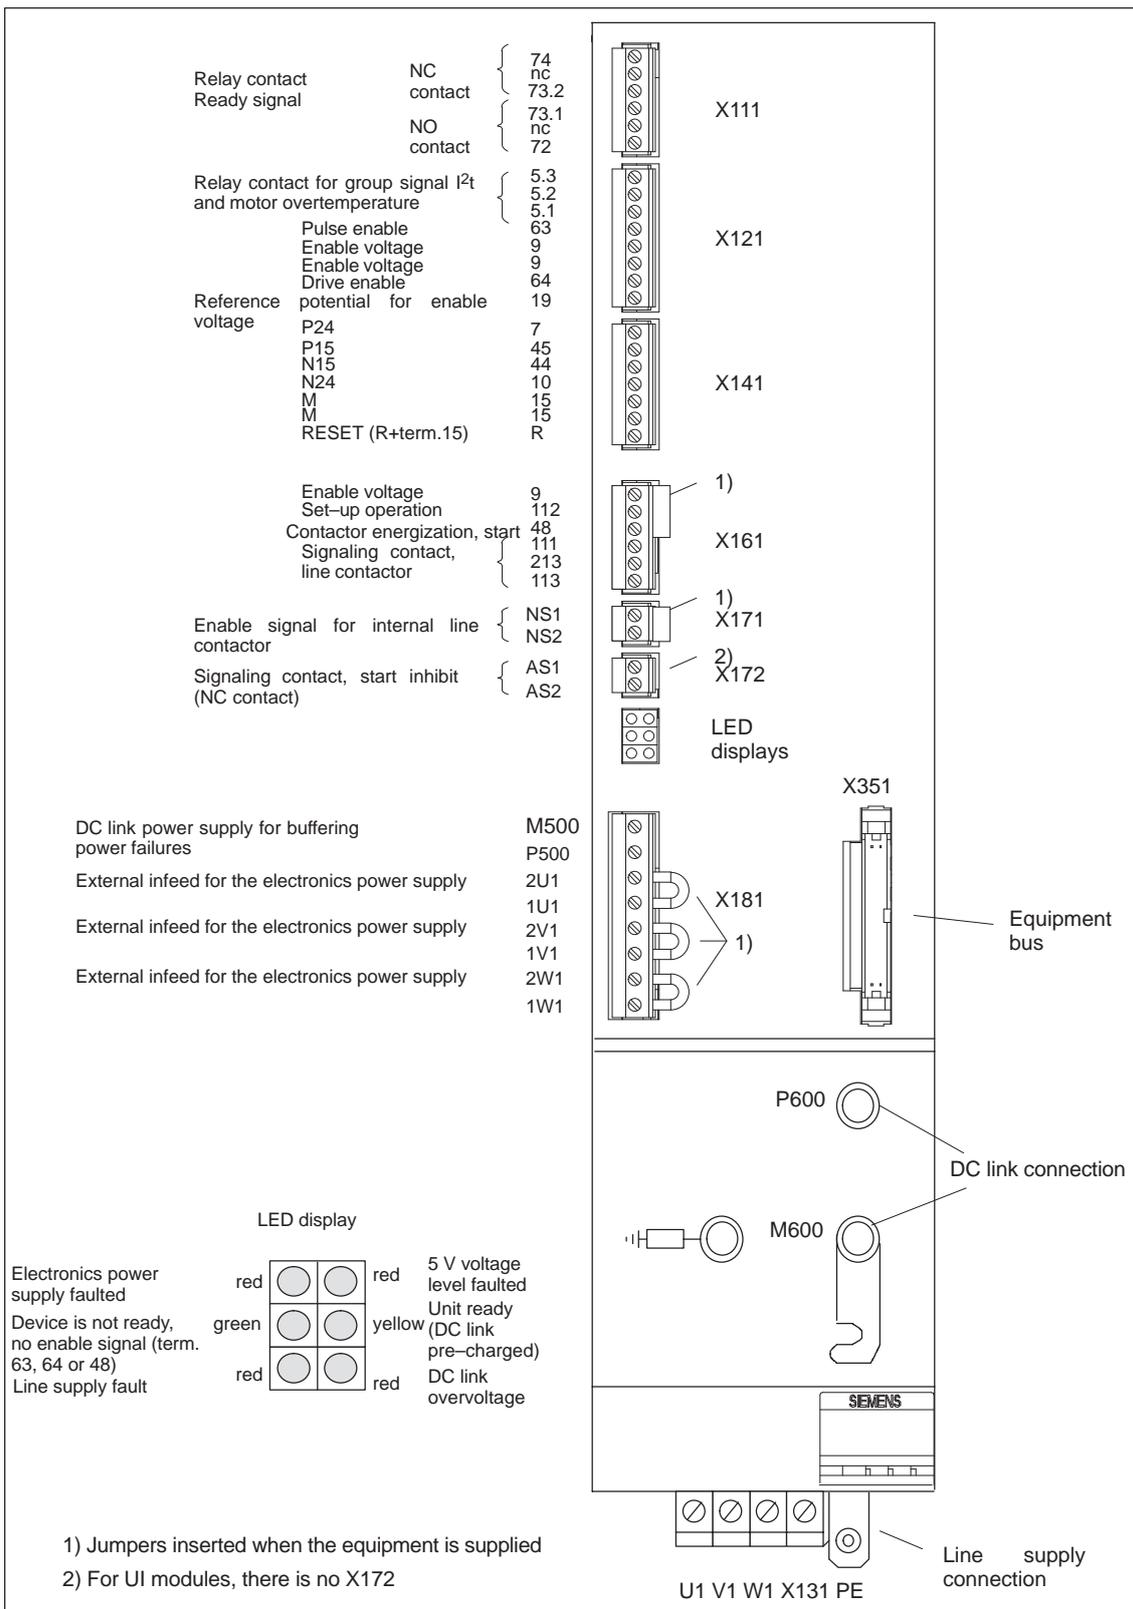 Relay contact
Ready signal
NC
contact
74
nc
73.2
NO
contact
73.1
nc
72
X111
Relay contact for group signal I2t
and motor overtemperature
5.3
5.2
5.1
Pulse enable 63
Enable voltage 9
Enable voltage 9
Drive enable 64
Reference potential for enable 19
voltage
X121
P24 7
P15 45
N15 44
N24 10
M 15
M 15
RESET (R+term.15) R
X141
Enable voltage 9
Set–up operation 112
Contactor energization, start 48
Signaling contact,
line contactor
111
213
113
1)
X161
Enable signal for internal line
contactor
NS1
NS2
1)
X171
Signaling contact, start inhibit
(NC contact)
AS1
AS2
2)
X172
LED
displays
X351
DC link power supply for buffering
power failures
M500
P500
External infeed for the electronics power supply 2U1
1U1
External infeed for the electronics power supply 2V1
1V1
External infeed for the electronics power supply 2W1
1W1
X181
1)
Equipment
bus
P600
DC link connection
M600
LED display
Electronics power
supply faulted
red
red
5 V voltage
level faulted
Device is not ready,
no enable signal (term.
63, 64 or 48)
green
yellow
Unit ready
(DC link
pre–charged)
Line supply fault
red
red
DC link
overvoltage
SIEMENS
1) Jumpers inserted when the equipment is supplied
2) For UI modules, there is no X172
Line supply
connection
U1 V1 W1 X131 PE